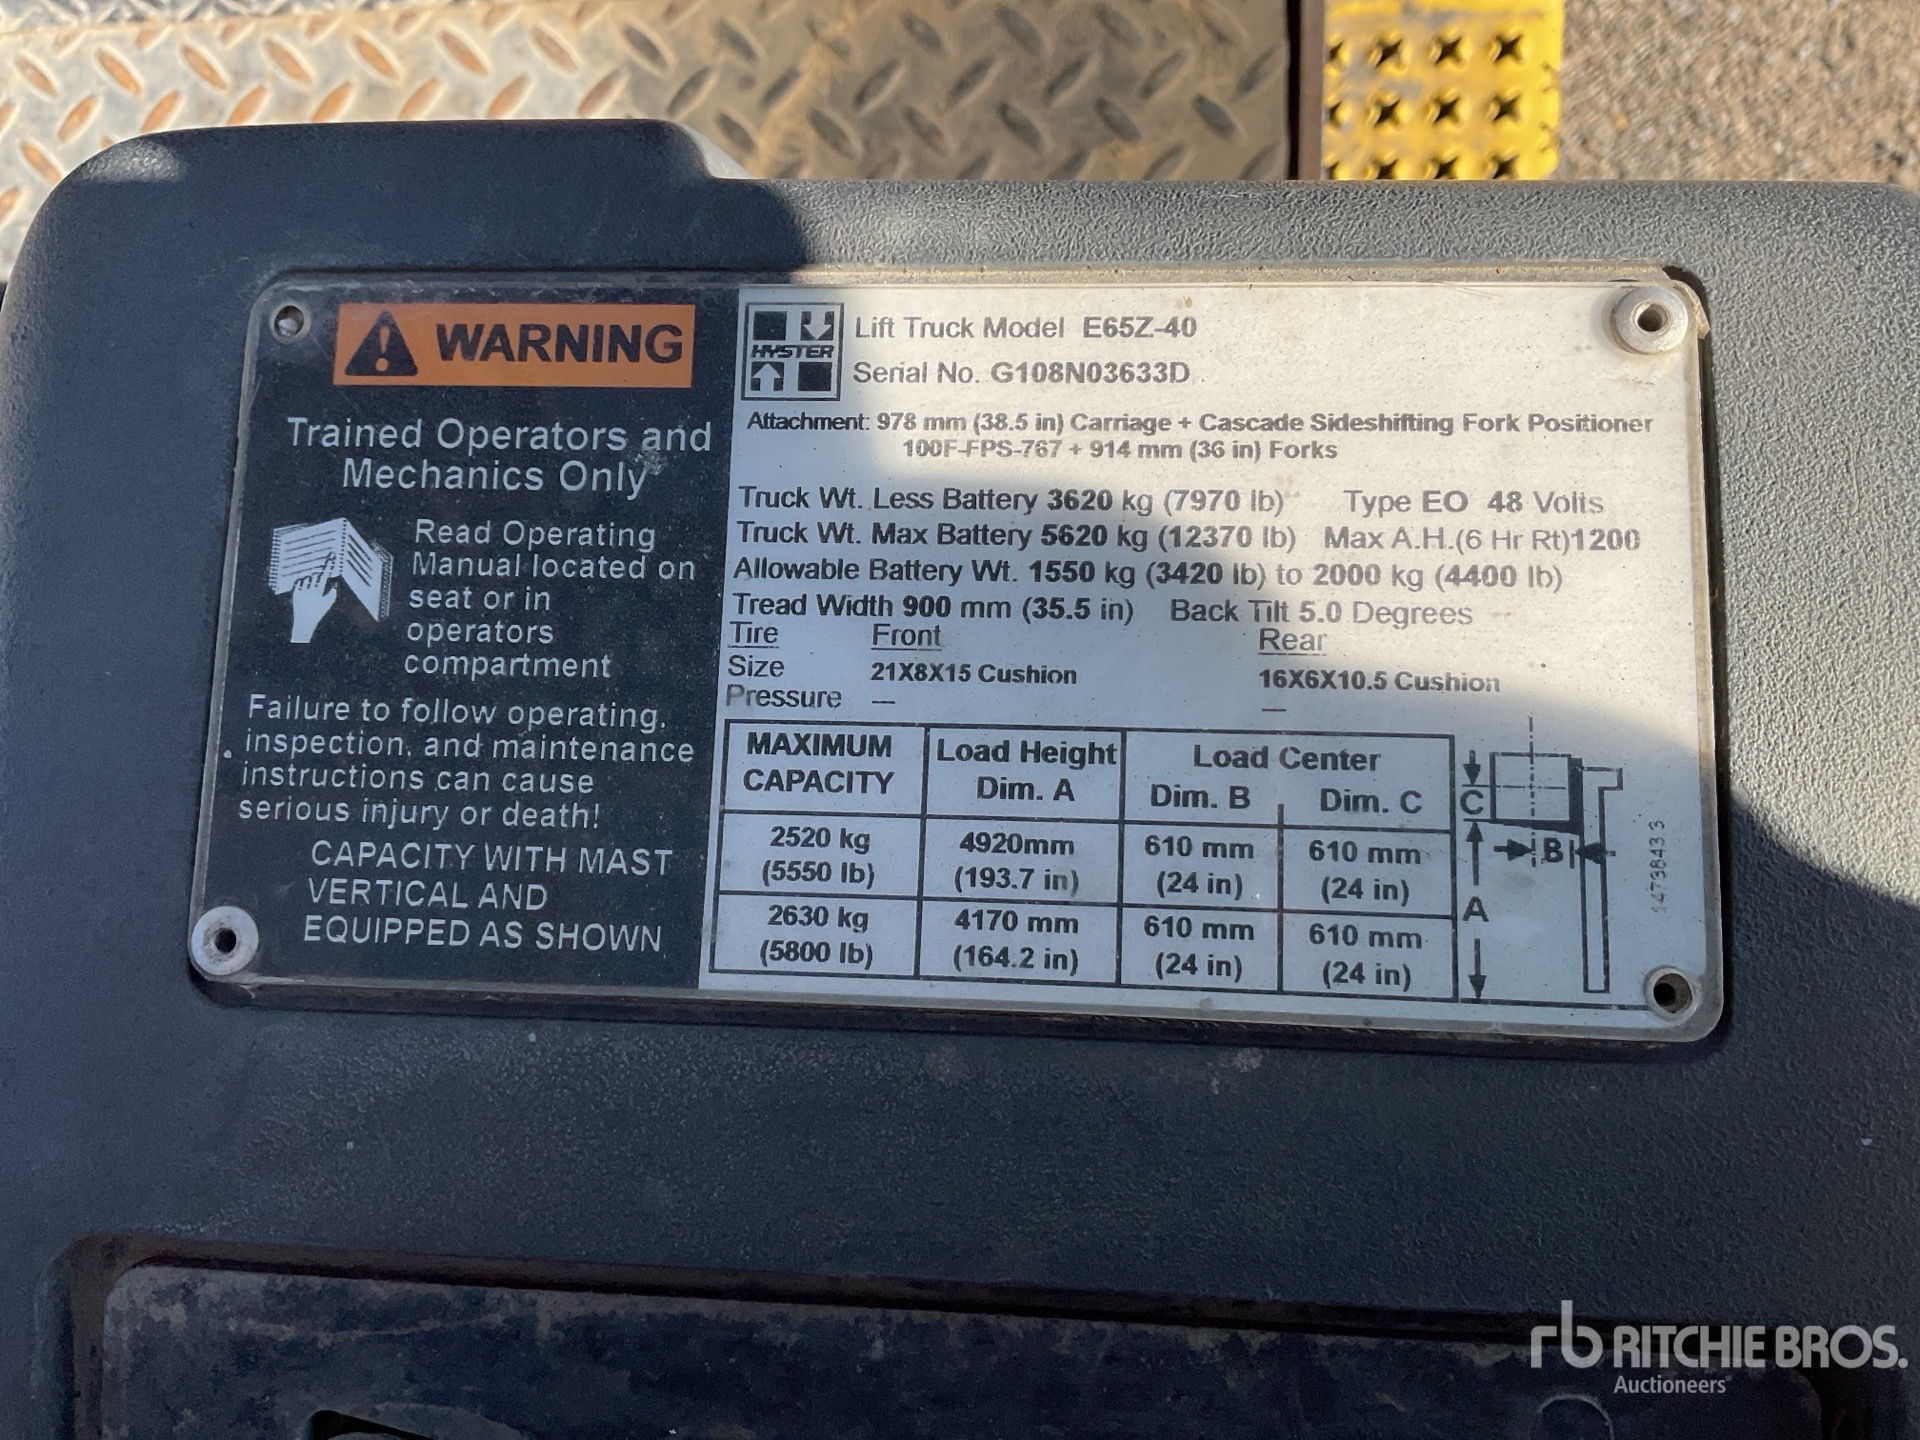 WARNING
Trained Operators and
Mechanics Only
Read Operating
Manual located on
seat or in
operators
compartment
Failure to follow operating,
inspection, and maintenance
instructions can cause
serious injury or death!
CAPACITY WITH MAST
VERTICAL AND
EQUIPPED AS SHOWN
HYSTER
Lift Truck Model E65Z-40
Serial No. G108N03633D
Attachment: 978 mm (38.5 in) Carriage + Cascade Sideshifting Fork Positioner
100F-FPS-767 + 914 mm (36 in) Forks
Truck Wt. Less Battery 3620 kg (7970 lb) Type EO 48 Volts
Truck Wt. Max Battery 5620 kg (12370 lb) Max A.H.(6 Hr Rt)1200
Allowable Battery Wt. 1550 kg (3420 lb) to 2000 kg (4400 lb)
Tread Width 900 mm (35.5 in) Back Tilt 5.0 Degrees
Tire Front Rear
Size 21X8X15 Cushion 16X6X10.5 Cushion
Pressure — —
MAXIMUM CAPACITY Load Height Dim. A Load Center Dim. B Dim. C
2520 kg 4920mm 610 mm 610 mm
(5550 lb) (193.7 in) (24 in) (24 in)
2630 kg 4170 mm 610 mm 610 mm
(5800 lb) (164.2 in) (24 in) (24 in)
C
B
A
1473843 3
rb RITCHIE BROS.
Auctioneers